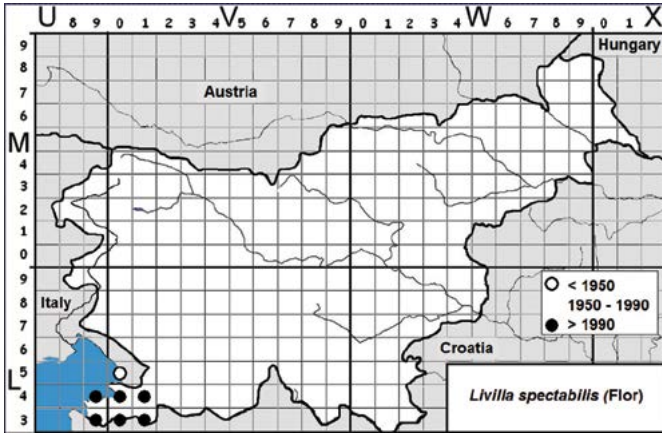 U 8 9 0 1 2 3 V 5 6 7 8 9 0 1 2 3 4 W 6 7 8 9 0 1 X
9
Hungary
8
7
Austria
6
M
4
3
2
1
0
9
< 1950
8
Italy
1950 - 1990
7
> 1990
6
Croatia
5
L
4
Livilla spectabilis (Flor)
3